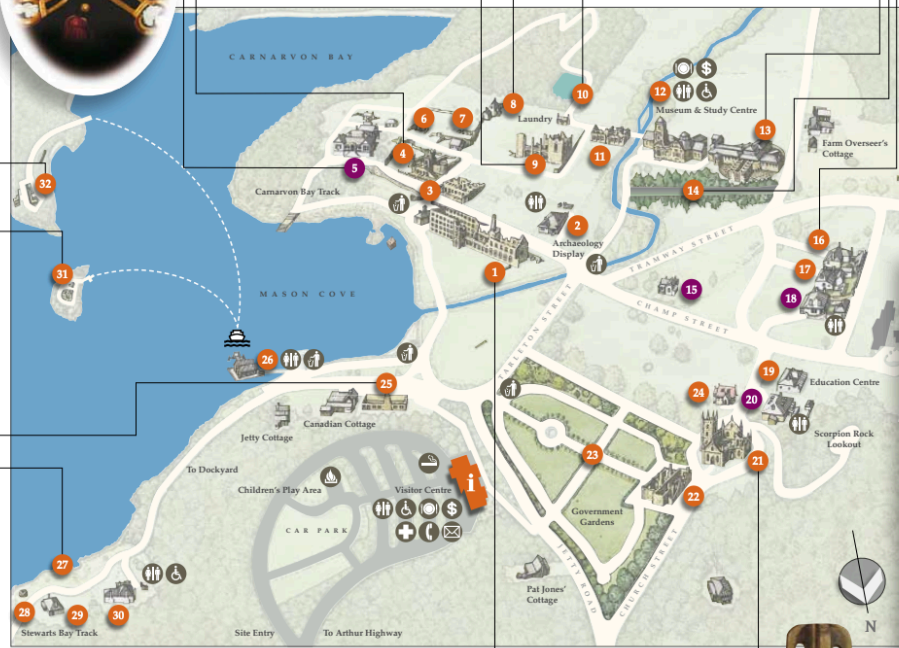 CARNARVON BAY
8
10
6
7
Laundry
12
$
Museum & Study Centre
13
Farm Overseer's
Cottage
4
5
9
11
32
3
14
Carnarvon Bay Track
2
Archaeology
Display
16
TRAMWAY STREET
31
1
17
15
18
MASON COVE
CHAMP STREET
TARLETON STREET
26
19
25
Education Centre
24
20
Canadian Cottage
Jetty Cottage
Scorpion Rock
Lookout
23
21
To Dockyard
Children's Play Area
Visitor Centre
i
22
$
Government
Gardens
CAR PARK
JETTY ROAD
CHURCH STREET
27
Pat Jones'
Cottage
28
29
30
Stewarts Bay Track
Site Entry
To Arthur Highway
N